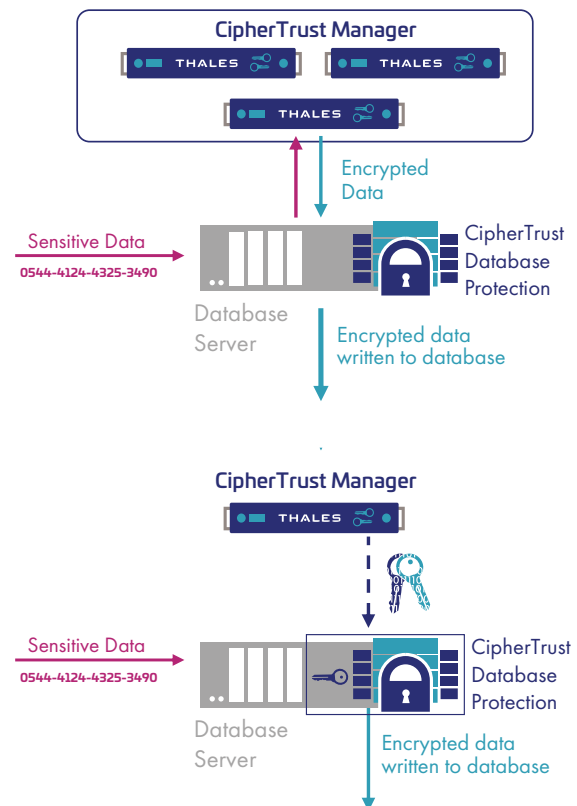 CipherTrust Manager
THALES
THALES
THALES
Encrypted
Data
Sensitive Data
0544-4124-4325-3490
CipherTrust
Database
Protection
Database
Server
Encrypted data
written to database
CipherTrust Manager
THALES
Sensitive Data
0544-4124-4325-3490
CipherTrust
Database
Protection
Database
Server
Encrypted data
written to database